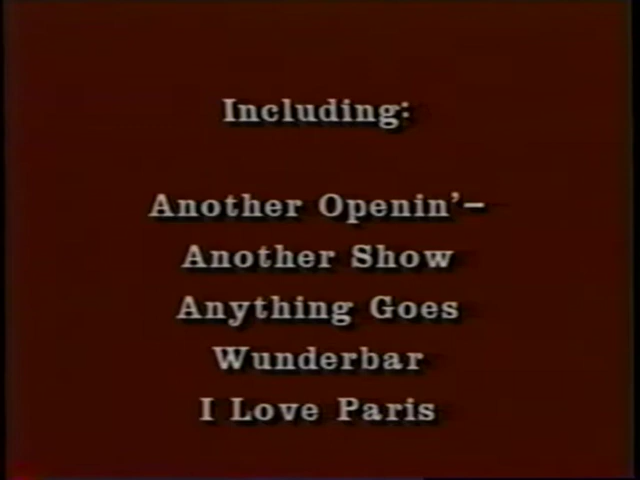 Including:
Another Openin'–
Another Show
Anything Goes
Wunderbar
I Love Paris